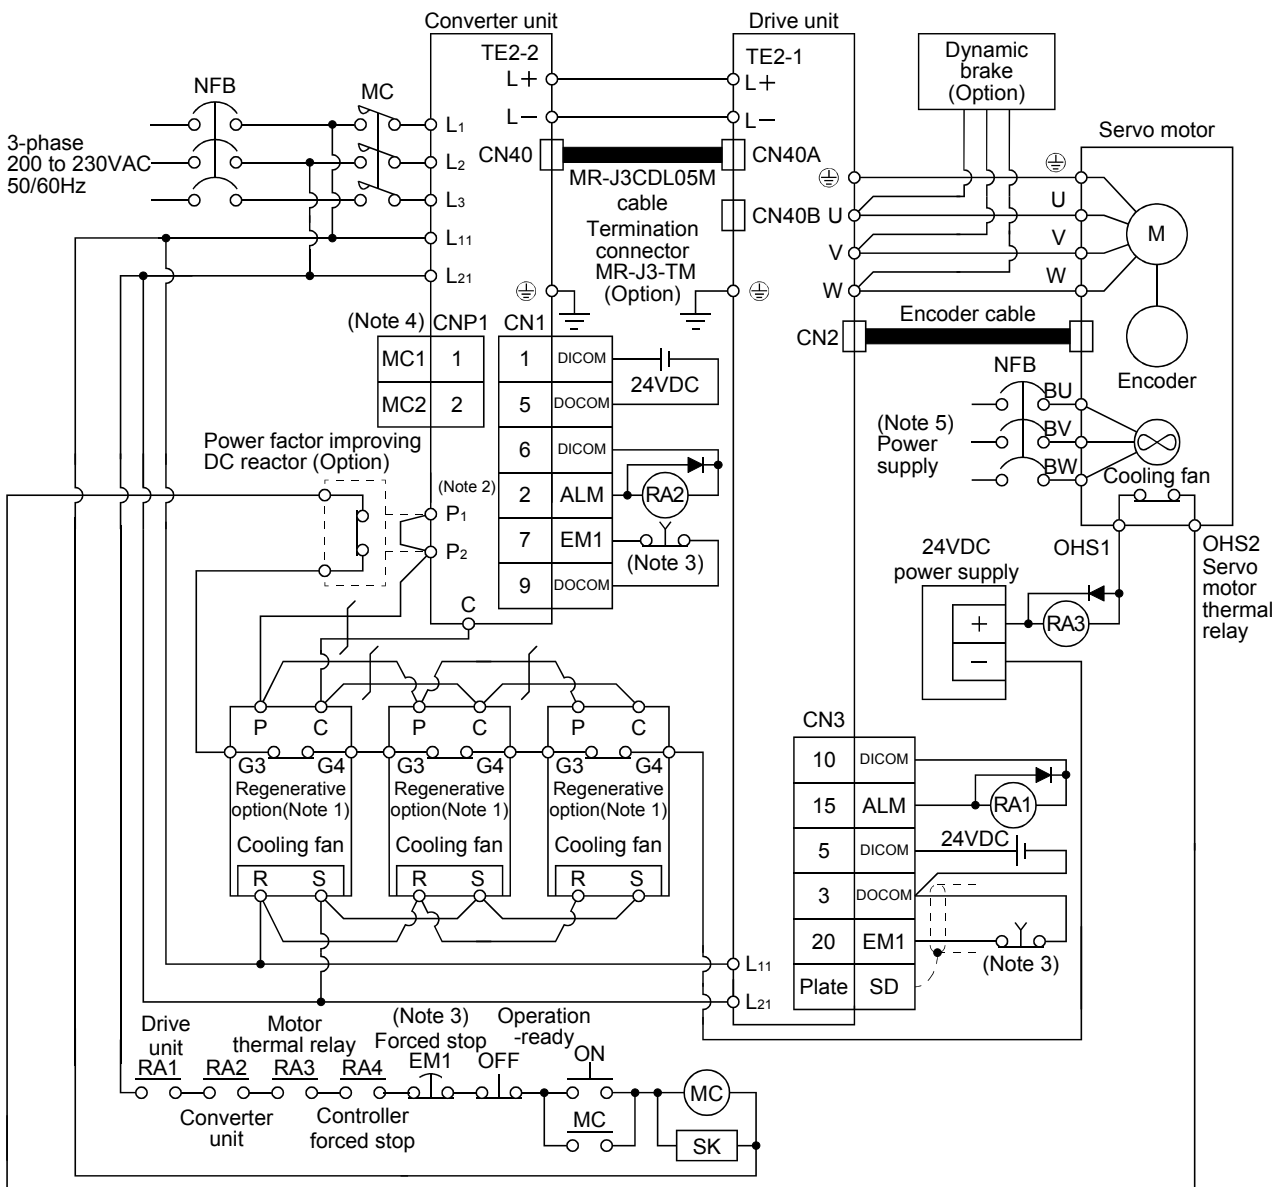 Converter unit
Drive unit
TE2-2
L+
L−
TE2-1
L+
L−
Dynamic
brake
(Option)
NFB
MC
3-phase
200 to 230VAC
50/60Hz
L1
L2
L3
L11
L21
CN40
CN40A
MR-J3CDL05M
cable
CN40B
Termination
connector
MR-J3-TM
(Option)
U
V
W
Servo motor
U
V
W
M
Encoder
CN2
Encoder cable
(Note 4)
CNP1
MC1
1
MC2
2
CN1
1
DICOM
24VDC
5
DOCOM
6
DICOM
2
ALM
RA2
7
EM1
(Note 3)
9
DOCOM
NFB
BU
BV
BW
(Note 5)
Power
supply
Cooling fan
OHS1
OHS2
Servo
motor
thermal
relay
24VDC
power supply
+
−
RA3
Power factor improving
DC reactor (Option)
(Note 2)
P1
P2
C
P
C
P
C
P
C
G3
G4
G3
G4
G3
G4
Regenerative
option(Note 1)
Regenerative
option(Note 1)
Regenerative
option(Note 1)
Cooling fan
Cooling fan
Cooling fan
R
S
R
S
R
S
CN3
10
DICOM
15
ALM
RA1
5
DICOM
24VDC
3
DOCOM
20
EM1
(Note 3)
Plate
SD
L11
L21
Drive
unit
RA1
RA2
Converter
unit
Motor
thermal relay
RA3
RA4
Controller
forced stop
(Note 3)
Forced stop
EM1
OFF
Operation
-ready
ON
MC
MC
SK